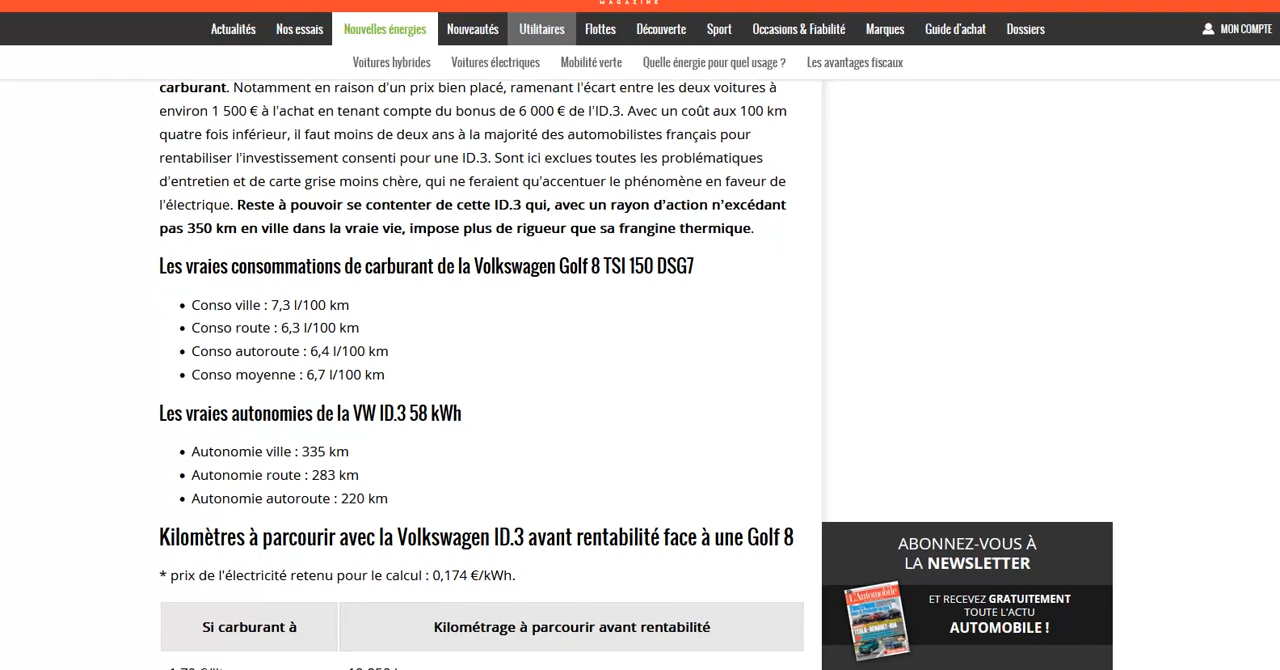 MAGAZINE
Actualités Nos essais Nouvelles énergies Nouveautés Utilitaires Flottes Découverte Sport Occasions & Fiabilité Marques Guide d'achat Dossiers MON COMPTE
Voitures hybrides Voitures électriques Mobilité verte Quelle énergie pour quel usage ? Les avantages fiscaux
carburant. Notamment en raison d'un prix bien placé, ramenant l'écart entre les deux voitures à
environ 1 500 € à l'achat en tenant compte du bonus de 6 000 € de l'ID.3. Avec un coût aux 100 km
quatre fois inférieur, il faut moins de deux ans à la majorité des automobilistes français pour
rentabiliser l'investissement consenti pour une ID.3. Sont ici exclues toutes les problématiques
d'entretien et de carte grise moins chère, qui ne feraient qu'accentuer le phénomène en faveur de
l'électrique. Reste à pouvoir se contenter de cette ID.3 qui, avec un rayon d'action n'excédant
pas 350 km en ville dans la vraie vie, impose plus de rigueur que sa frangine thermique.
Les vraies consommations de carburant de la Volkswagen Golf 8 TSI 150 DSG7
• Conso ville : 7,3 l/100 km
• Conso route : 6,3 l/100 km
• Conso autoroute : 6,4 l/100 km
• Conso moyenne : 6,7 l/100 km
Les vraies autonomies de la VW ID.3 58 kWh
• Autonomie ville : 335 km
• Autonomie route : 283 km
• Autonomie autoroute : 220 km
Kilomètres à parcourir avec la Volkswagen ID.3 avant rentabilité face à une Golf 8
* prix de l'électricité retenu pour le calcul : 0,174 €/kWh.
Si carburant à Kilométrage à parcourir avant rentabilité
ABONNEZ-VOUS À
LA NEWSLETTER
ET RECEVEZ GRATUITEMENT
TOUTE L'ACTU
AUTOMOBILE !
L'Automobile